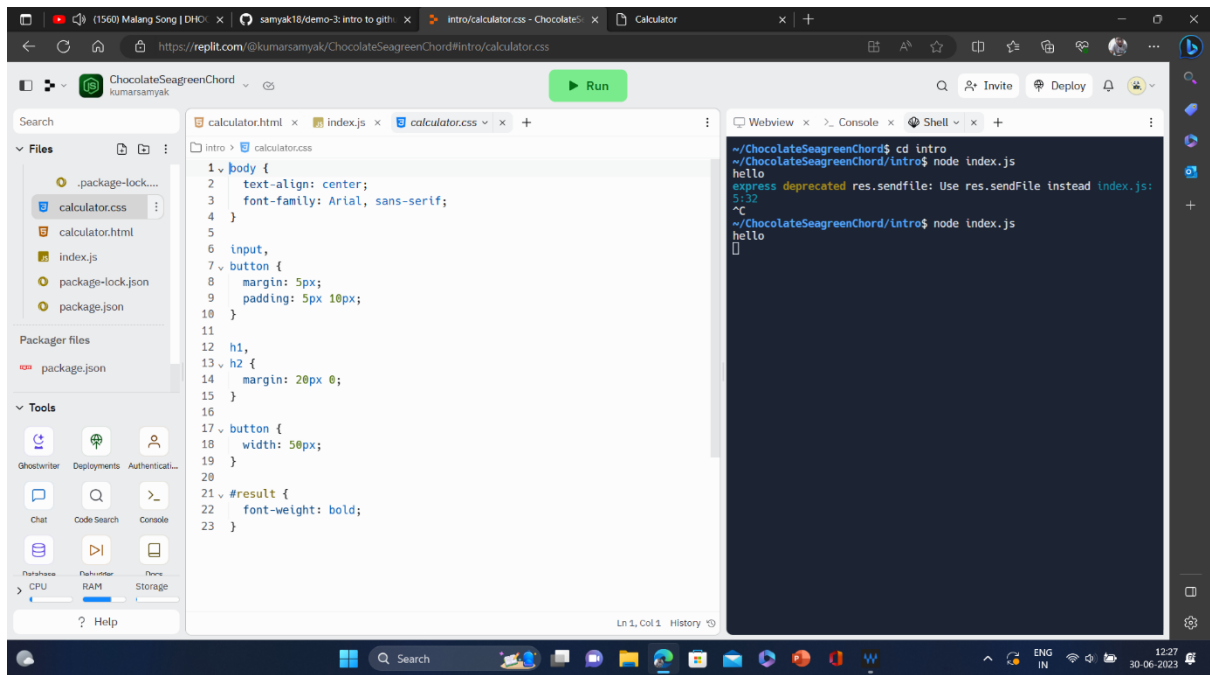 (1560) Malang Song | DHO
samyak18/demo-3: intro to gith
intro/calculator.css - ChocolateSe
Calculator
https://replit.com/@kumarsamyak/ChocolateSeagreenChord#intro/calculator.css
ChocolateSeagreenChord
kumarsamyak
Run
Invite
Deploy
Search
Files
.package-lock....
calculator.css
calculator.html
index.js
package-lock.json
package.json
Packager files
package.json
Tools
Ghostwriter
Deployments
Authenticati...
Chat
Code Search
Console
Database
Debugger
Docs
CPU
RAM
Storage
? Help
calculator.html
index.js
calculator.css
intro > calculator.css
1 body {
2 text-align: center;
3 font-family: Arial, sans-serif;
4 }
5
6 input,
7 button {
8 margin: 5px;
9 padding: 5px 10px;
10 }
11
12 h1,
13 h2 {
14 margin: 20px 0;
15 }
16
17 button {
18 width: 50px;
19 }
20
21 #result {
22 font-weight: bold;
23 }
Ln 1, Col 1 History
Webview
>_ Console
Shell
~/ChocolateSeagreenChord$ cd intro
~/ChocolateSeagreenChord/intro$ node index.js
hello
express deprecated res.sendfile: Use res.sendFile instead index.js:
5:32
^C
~/ChocolateSeagreenChord/intro$ node index.js
hello
Search
ENG
IN
12:27
30-06-2023